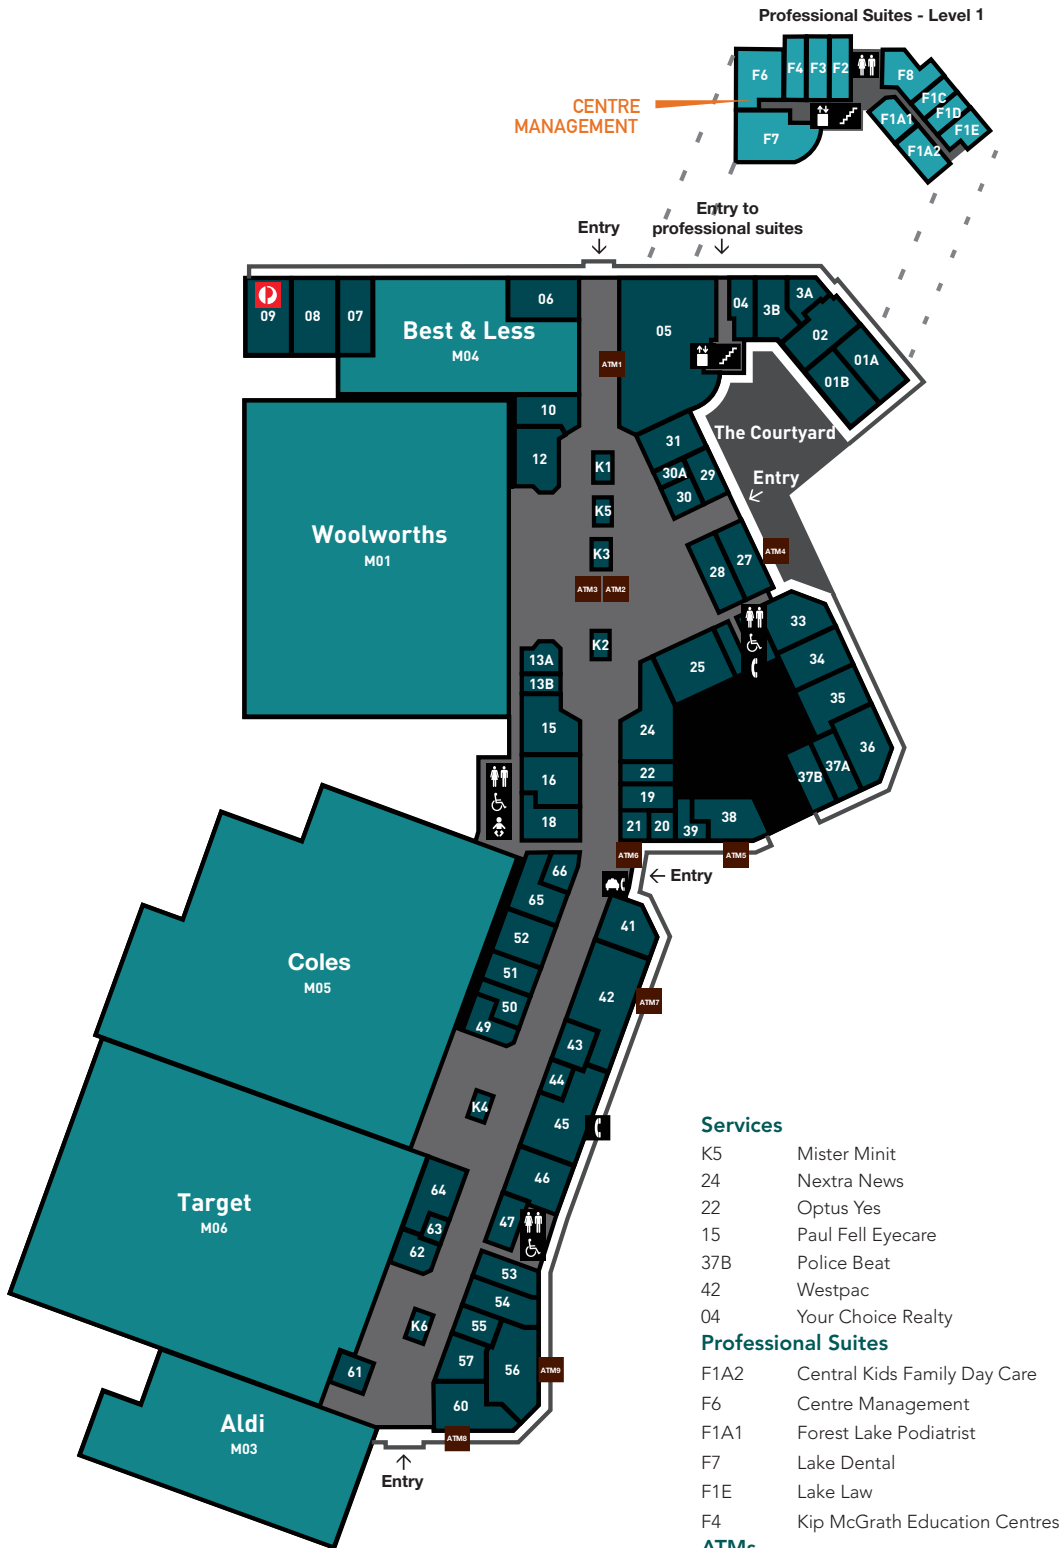 Professional Suites - Level 1
F6
F4
F3
F2
F8
F1C
F1D
F1E
F1A1
F1A2
F7
CENTRE
MANAGEMENT
Entry
Entry to
professional suites
09
08
07
06
Best & Less
M04
05
04
3B
3A
02
01A
01B
ATM1
10
12
31
30A
30
29
The Courtyard
Entry
K1
K5
K3
ATM3
ATM2
K2
Woolworths
M01
28
27
ATM4
33
34
35
36
37A
37B
25
24
22
19
21
20
39
38
13A
13B
15
16
18
ATM6
ATM5
Entry
66
65
52
51
50
49
41
42
ATM7
43
44
45
46
47
Coles
M05
K4
Target
M06
64
63
62
K6
61
53
54
55
57
56
60
ATM9
ATM8
Aldi
M03
Entry
Services
K5 Mister Minit
24 Nextra News
22 Optus Yes
15 Paul Fell Eyecare
37B Police Beat
42 Westpac
04 Your Choice Realty
Professional Suites
F1A2 Central Kids Family Day Care
F6 Centre Management
F1A1 Forest Lake Podiatrist
F7 Lake Dental
F1E Lake Law
F4 Kip McGrath Education Centres
ATMs